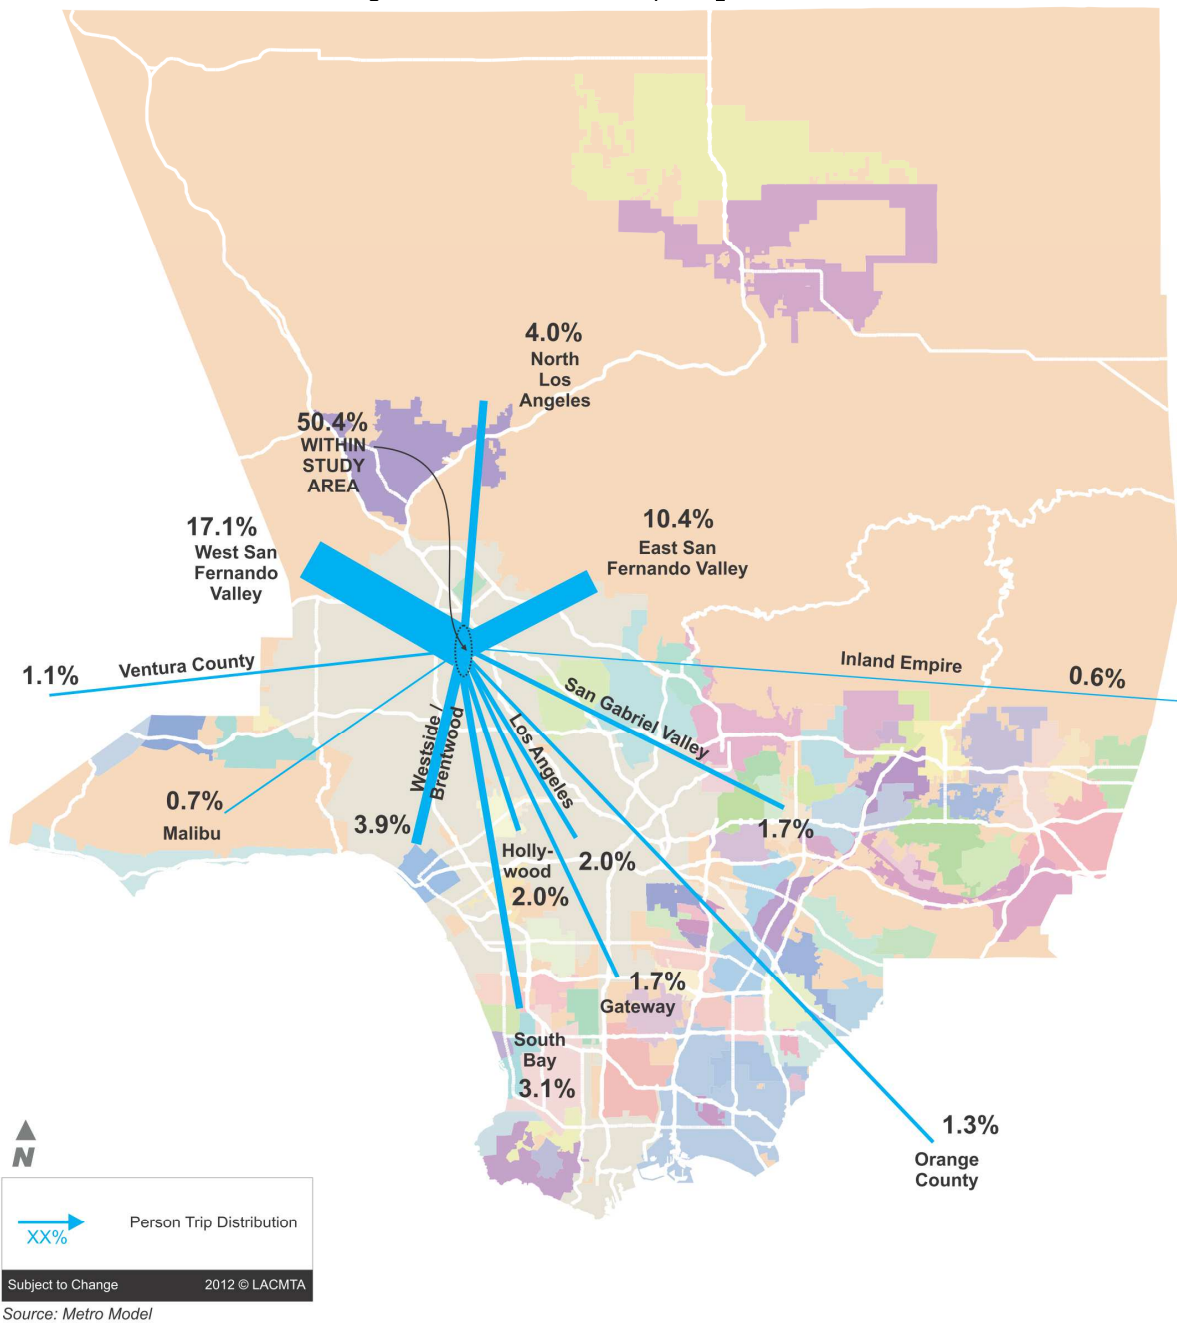 4.0%
North
Los
Angeles
50.4%
WITHIN
STUDY
AREA
17.1%
West San
Fernando
Valley
10.4%
East San
Fernando Valley
1.1%
Ventura County
Inland Empire
0.6%
San Gabriel Valley
Westside /
Brentwood
Los Angeles
0.7%
Malibu
3.9%
1.7%
Holly-
wood
2.0%
2.0%
1.7%
Gateway
South
Bay
3.1%
1.3%
Orange
County
N
XX%
Person Trip Distribution
Subject to Change
2012 © LACMTA
Source: Metro Model